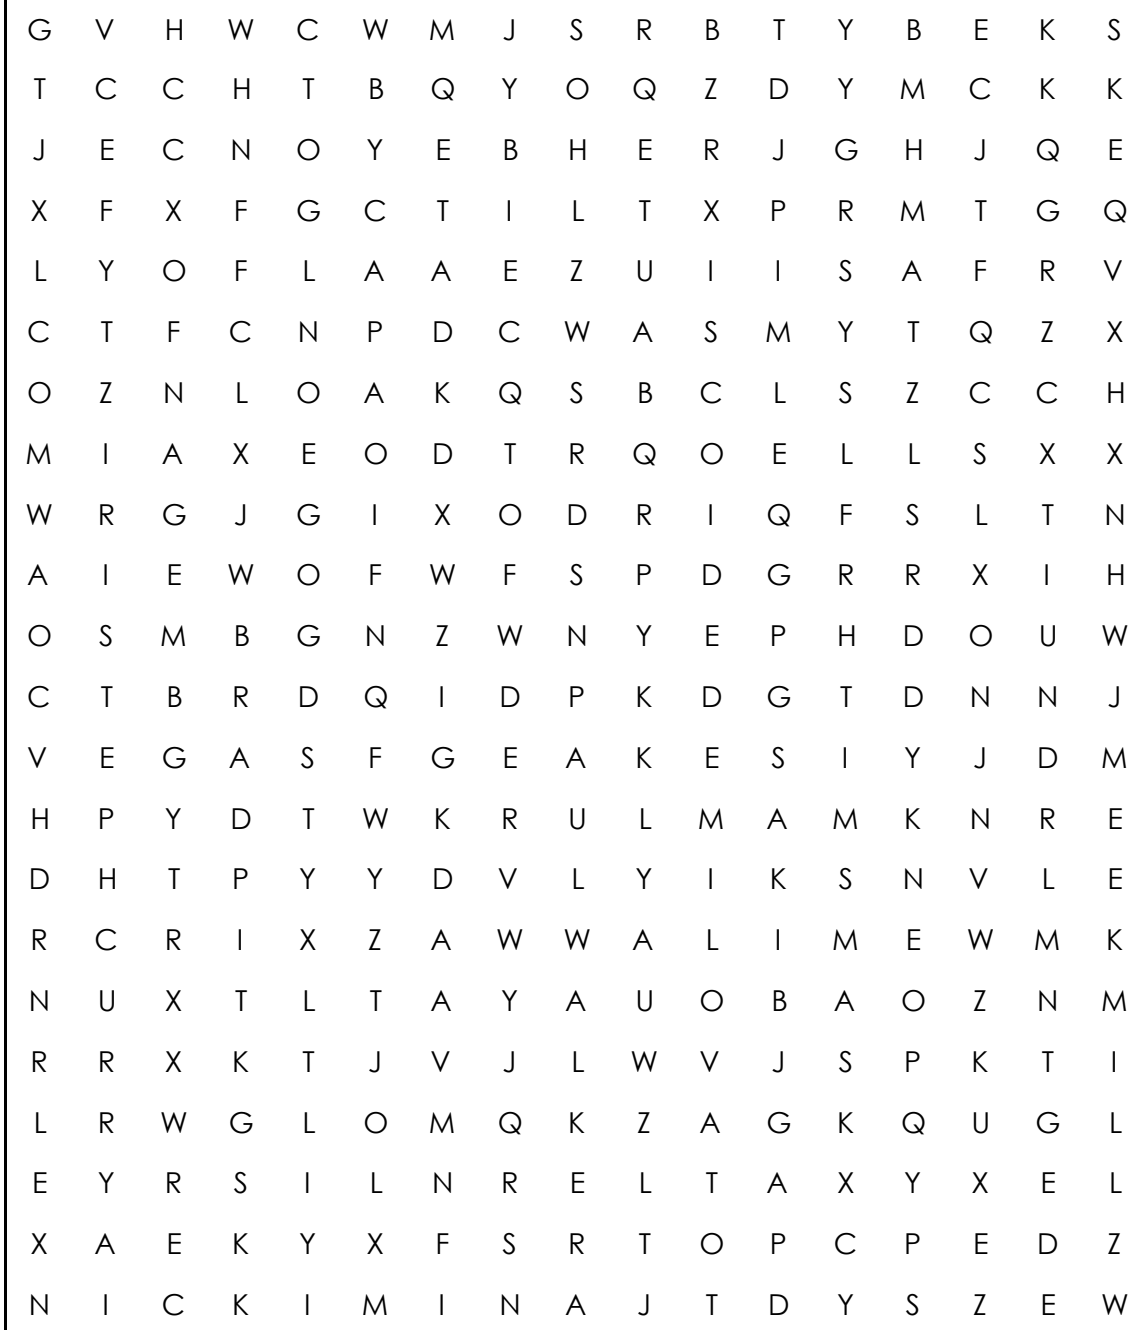 G V H W C W M J S R B T Y B E K S
T C C H T B Q Y O Q Z D Y M C K K
J E C N O Y E B H E R J G H J Q E
X F X F G C T I L T X P R M T G Q
L Y O F L A A E Z U I I S A F R V
C T F C N P D C W A S M Y T Q Z X
O Z N L O A K Q S B C L S Z C C H
M I A X E O D T R Q O E L L S X X
W R G J G I X O D R I Q F S L T N
A I E W O F W F S P D G R R X I H
O S M B G N Z W N Y E P H D O U W
C T B R D Q I D P K D G T D N N J
V E G A S F G E A K E S I Y J D M
H P Y D T W K R U L M A M K N R E
D H T P Y Y D V L Y I K S N V L E
R C R I X Z A W W A L I M E W M K
N U X T L T A Y A U O B A O Z N M
R R X K T J V J L W V J S P K T I
L R W G L O M Q K Z A G K Q U G L
E Y R S I L N R E L T A X Y X E L
X A E K Y X F S R T O P C P E D Z
N I C K I M I N A J T D Y S Z E W